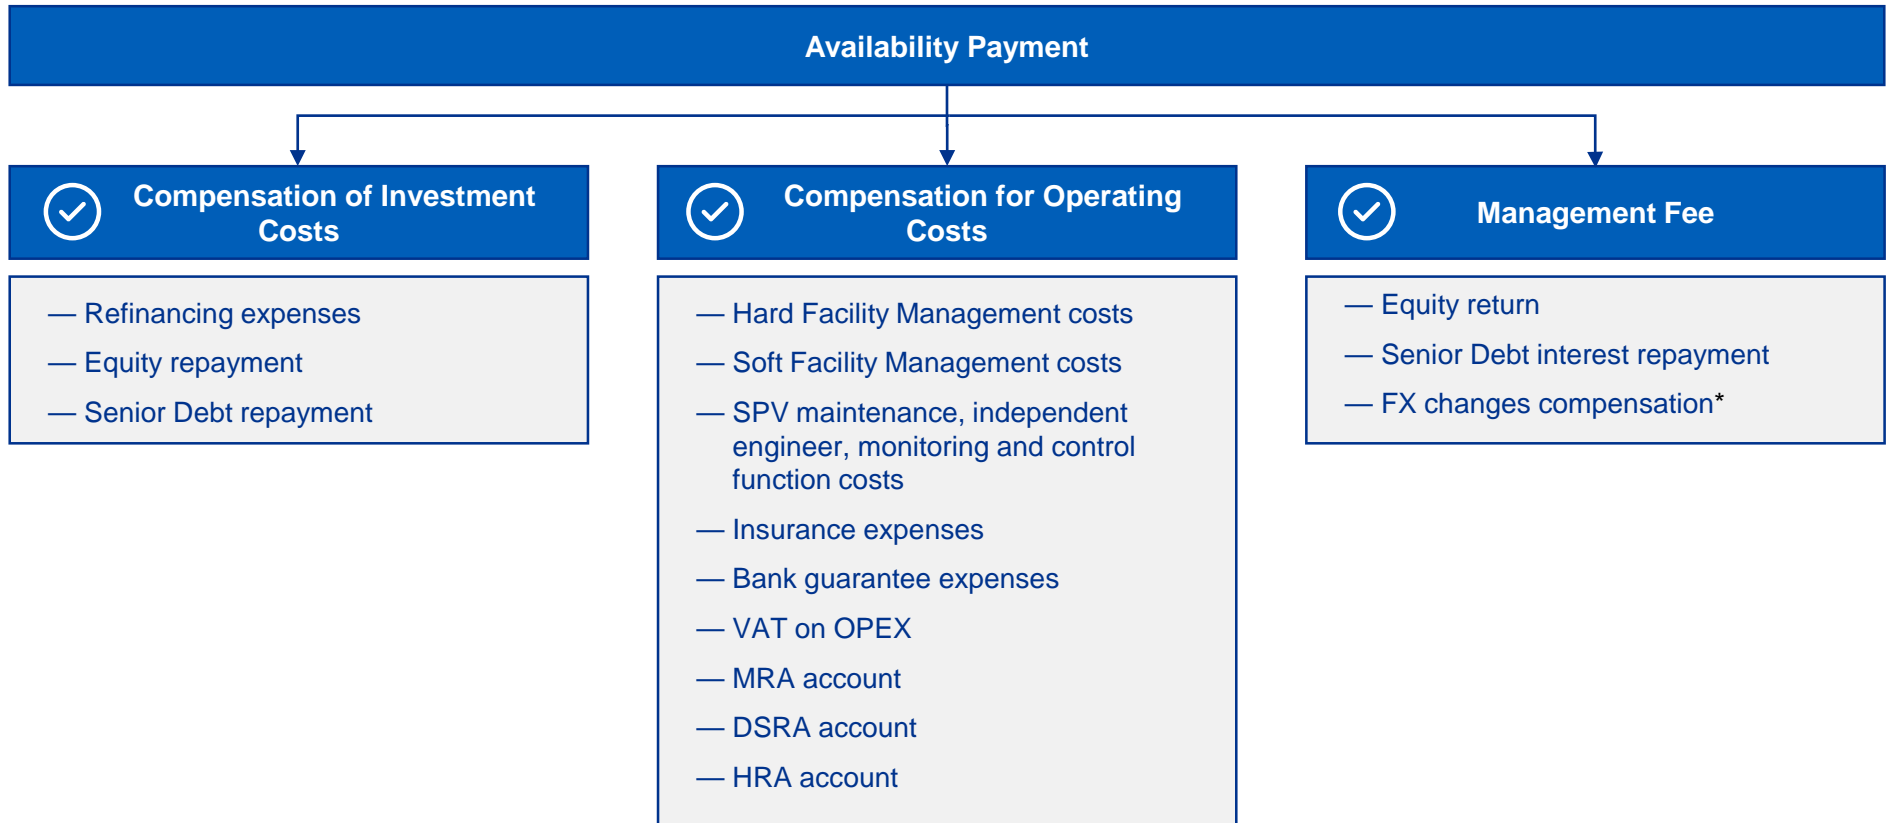 Availability Payment
Compensation of Investment
Costs
— Refinancing expenses
— Equity repayment
— Senior Debt repayment
Compensation for Operating
Costs
— Hard Facility Management costs
— Soft Facility Management costs
— SPV maintenance, independent
engineer, monitoring and control
function costs
— Insurance expenses
— Bank guarantee expenses
— VAT on OPEX
— MRA account
— DSRA account
— HRA account
Management Fee
— Equity return
— Senior Debt interest repayment
— FX changes compensation*